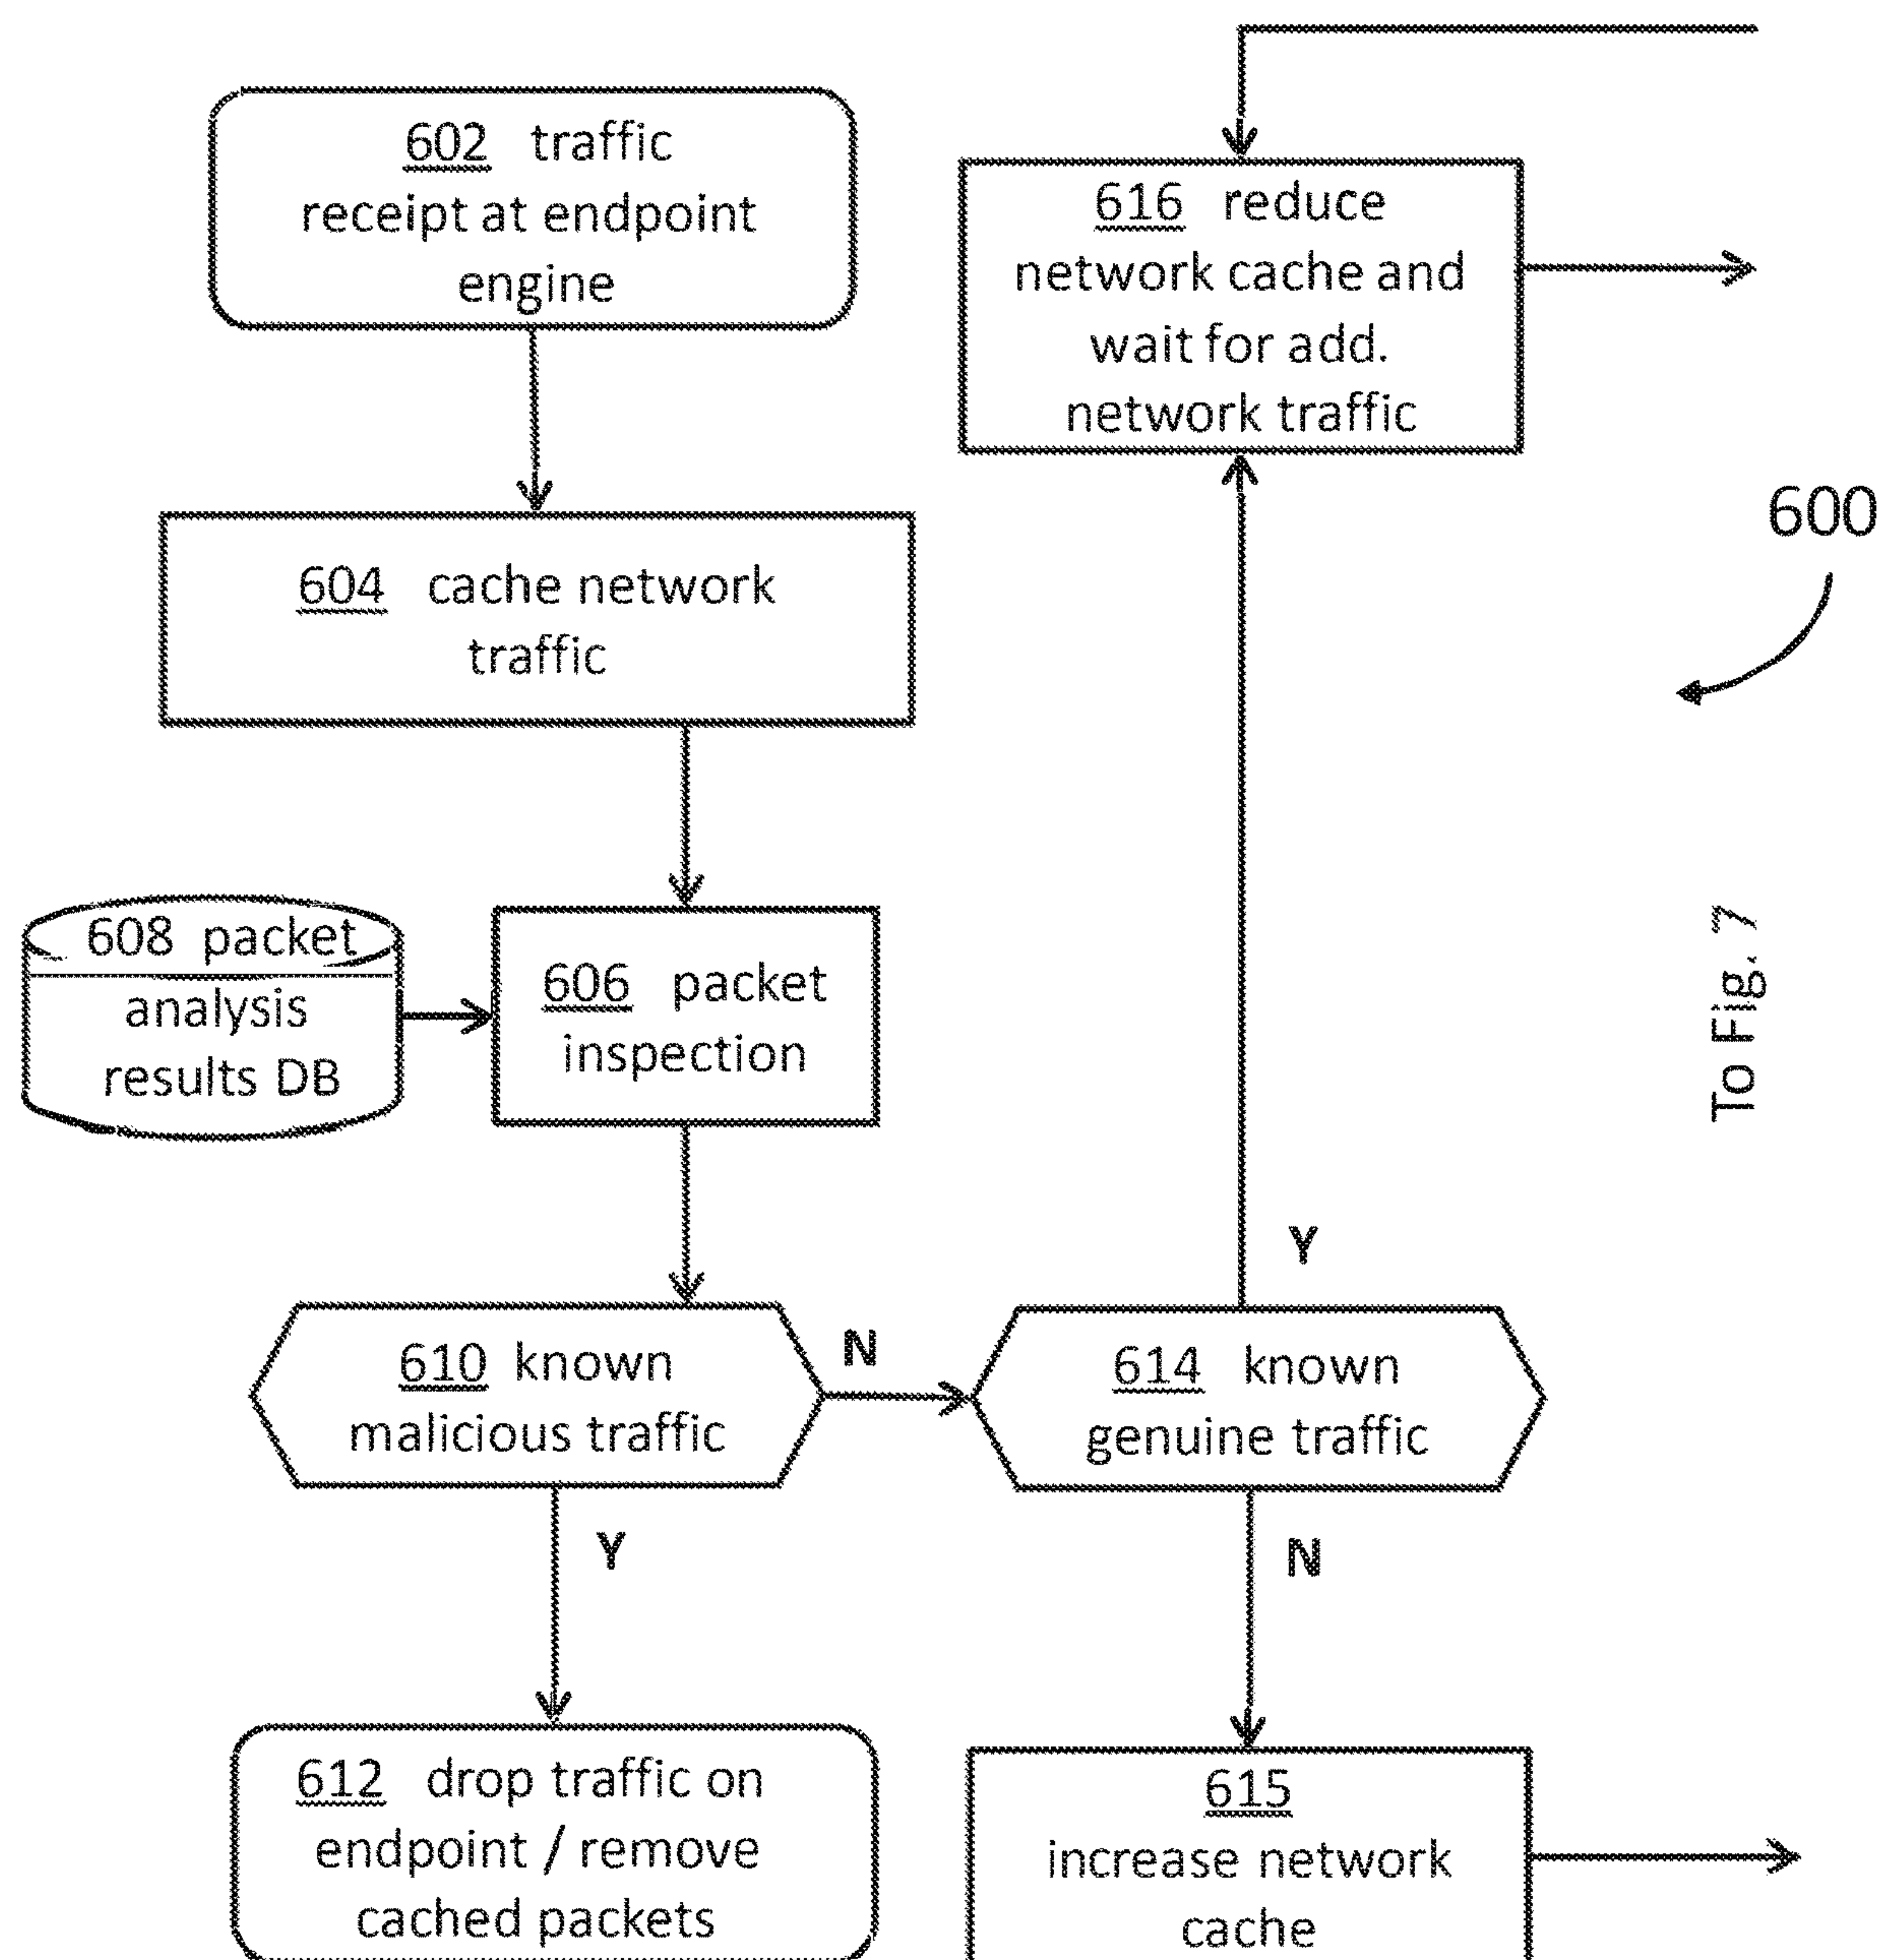 602 traffic
receipt at endpoint
engine
604 cache network
traffic
608 packet
analysis
results DB
606 packet
inspection
610 known
malicious traffic
N
Y
612 drop traffic on
endpoint / remove
cached packets
614 known
genuine traffic
Y
N
616 reduce
network cache and
wait for add.
network traffic
615
increase network
cache
600
To Fig. 7